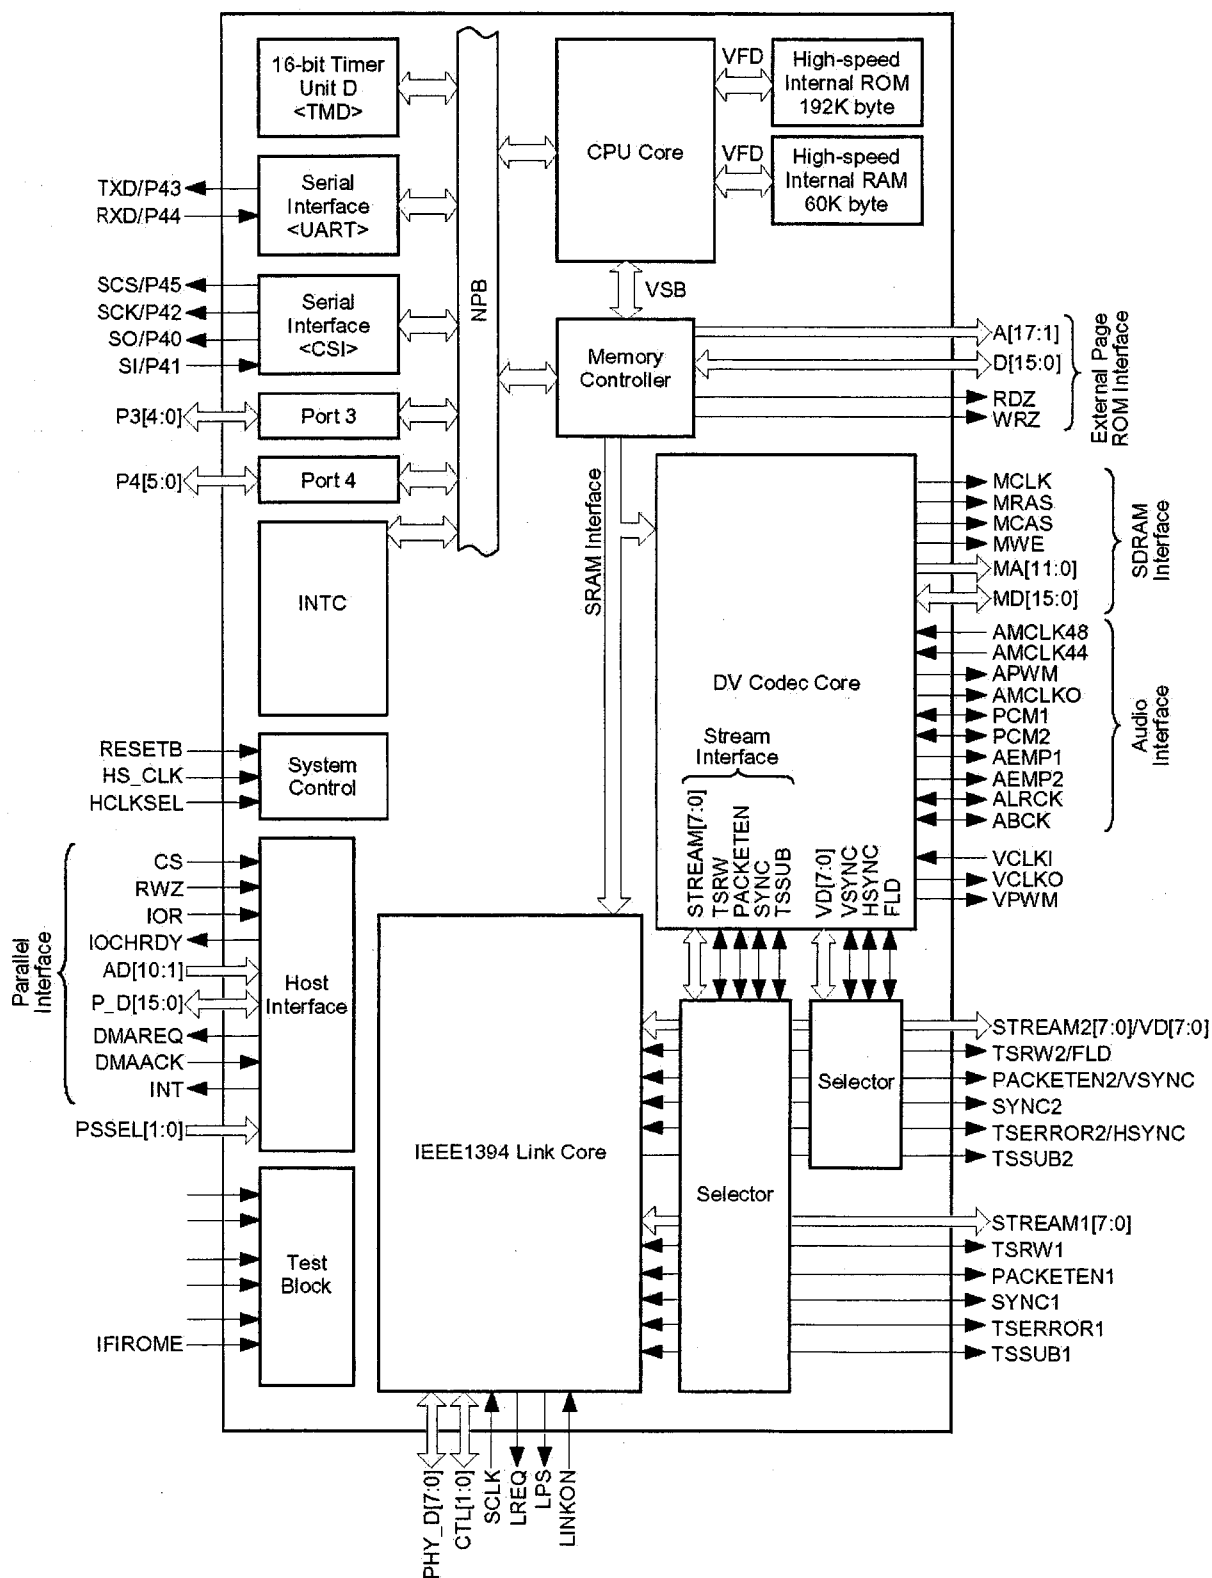 16-bit Timer
Unit D
<TMD>
VFD
High-speed
Internal ROM
192K byte
CPU Core
VFD
High-speed
Internal RAM
60K byte
TXD/P43
RXD/P44
Serial
Interface
<UART>
NPB
VSB
SCS/P45
SCK/P42
SO/P40
SI/P41
Serial
Interface
<CSI>
Memory
Controller
A[17:1]
D[15:0]
RDZ
WRZ
External Page
ROM Interface
P3[4:0]
Port 3
P4[5:0]
Port 4
SRAM Interface
INTC
MCLK
MRAS
MCAS
MWE
MA[11:0]
MD[15:0]
SDRAM
Interface
DV Codec Core
AMCLK48
AMCLK44
APWM
AMCLKO
PCM1
PCM2
AEMP1
AEMP2
ALRCK
ABCK
Audio
Interface
Stream
Interface
STREAM[7:0]
TSRW
PACKETEN
SYNC
TSSUB
VD[7:0]
VSYNC
HSYNC
FLD
VCLKI
VCLKO
VPWM
RESETB
HS_CLK
HCLKSEL
System
Control
Parallel
Interface
CS
RWZ
IOR
IOCHRDY
AD[10:1]
P_D[15:0]
DMAREQ
DMAACK
INT
PSSEL[1:0]
Host
Interface
IEEE1394 Link Core
Selector
Selector
STREAM2[7:0]/VD[7:0]
TSRW2/FLD
PACKETEN2/VSYNC
SYNC2
TSERROR2/HSYNC
TSSUB2
STREAM1[7:0]
TSRW1
PACKETEN1
SYNC1
TSERROR1
TSSUB1
Test
Block
IFIROME
PHY_D[7:0]
CTL[1:0]
SCLK
LREQ
LPS
LINKON